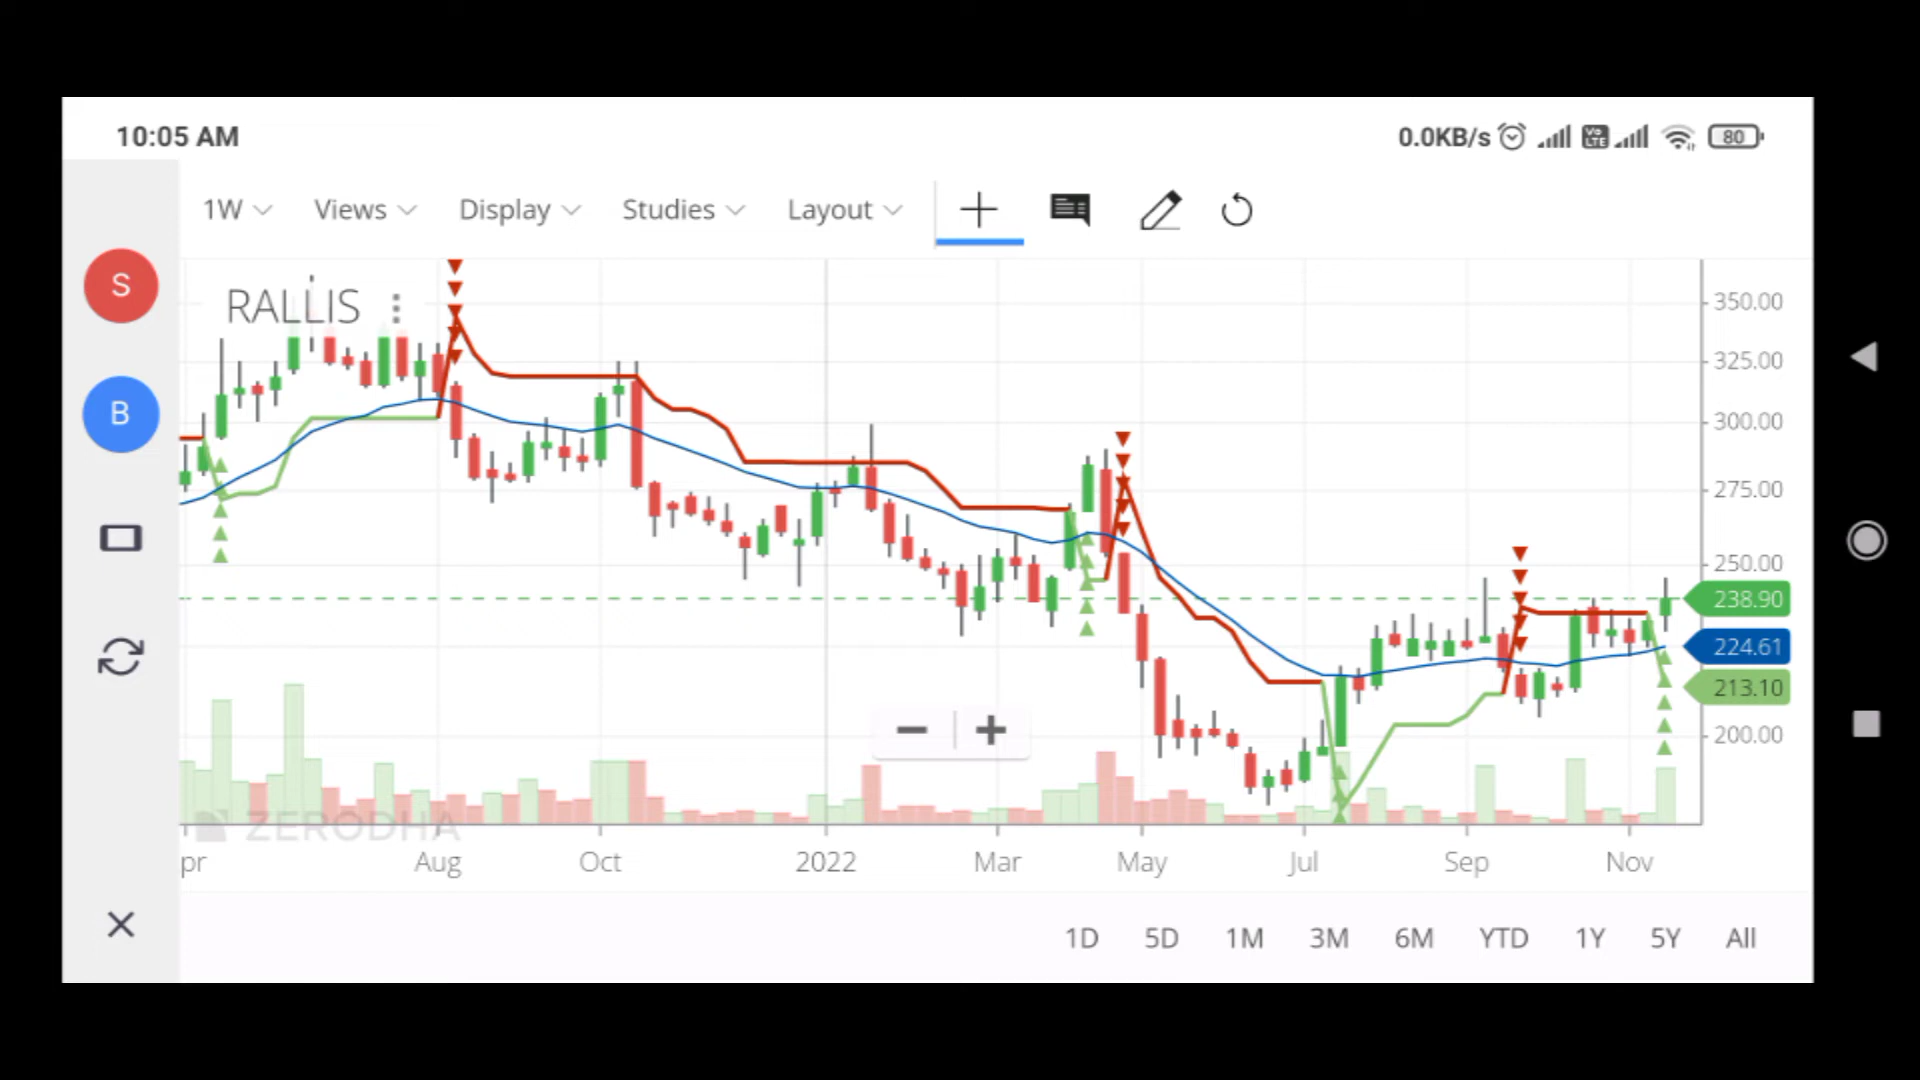 10:05 AM
0.0KB/s
Vo
LTE
80
1W
Views
Display
Studies
Layout
S
B
RALLIS
350.00
325.00
300.00
275.00
250.00
238.90
224.61
213.10
200.00
ZERODHA
pr
Aug
Oct
2022
Mar
May
Jul
Sep
Nov
1D
5D
1M
3M
6M
YTD
1Y
5Y
All